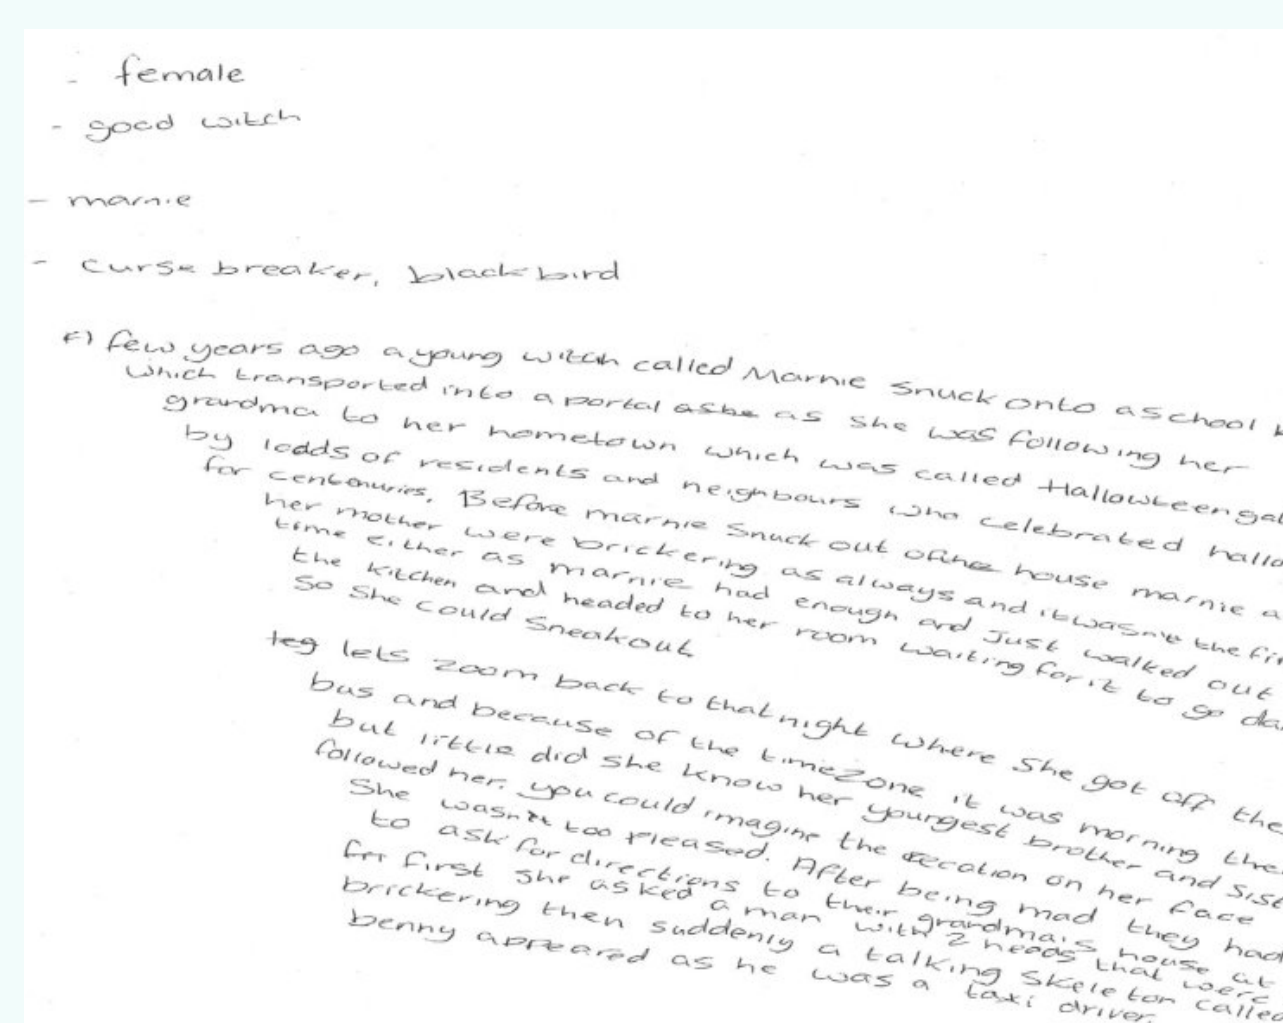 - female
- good witch
- marnie
- curse breaker, blackbird
A) few years ago a young witch called Marnie Snuck onto a school
which transported into a portal as she was following her
grandma to her hometown which was called Hallowteengal
by loads of residents and neighbours who celebrated hallo
for centenuries. Before marnie Snuck out of the house marnie a
her mother were brickering as always and it wasn't the fir
time either as marnie had enough and Just walked out
the kitchen and headed to her room waiting for it to go da
so she could Sneakout
lets zoom back to that night where She got off the
bus and because of the timezone it was morning the
but little did she know her youngest brother and sist
followed her. you could imagine the on her face
She wasn't too pleased. After being mad they had
to ask for directions to their grandma's house at
first she asked a man with 2 heads that were
brickering then suddenly a talking Skeleton called
benny appeared as he was a taxi driver.